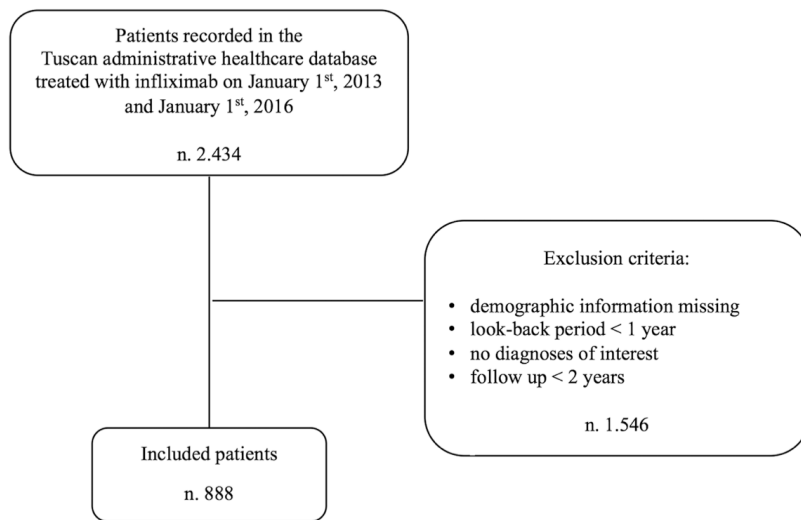 Patients recorded in the
Tuscan administrative healthcare database
treated with infliximab on January 1st, 2013
and January 1st, 2016
n. 2.434
Exclusion criteria:
• demographic information missing
• look-back period < 1 year
• no diagnoses of interest
• follow up < 2 years
n. 1.546
Included patients
n. 888